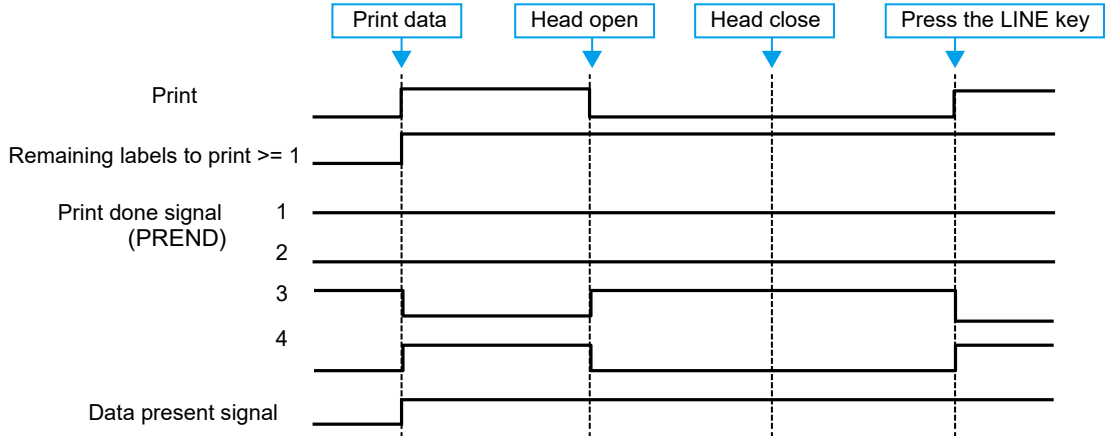 Print data
Head open
Head close
Press the LINE key
Print
Remaining labels to print >= 1
Print done signal 1
(PREND)
2
3
4
Data present signal